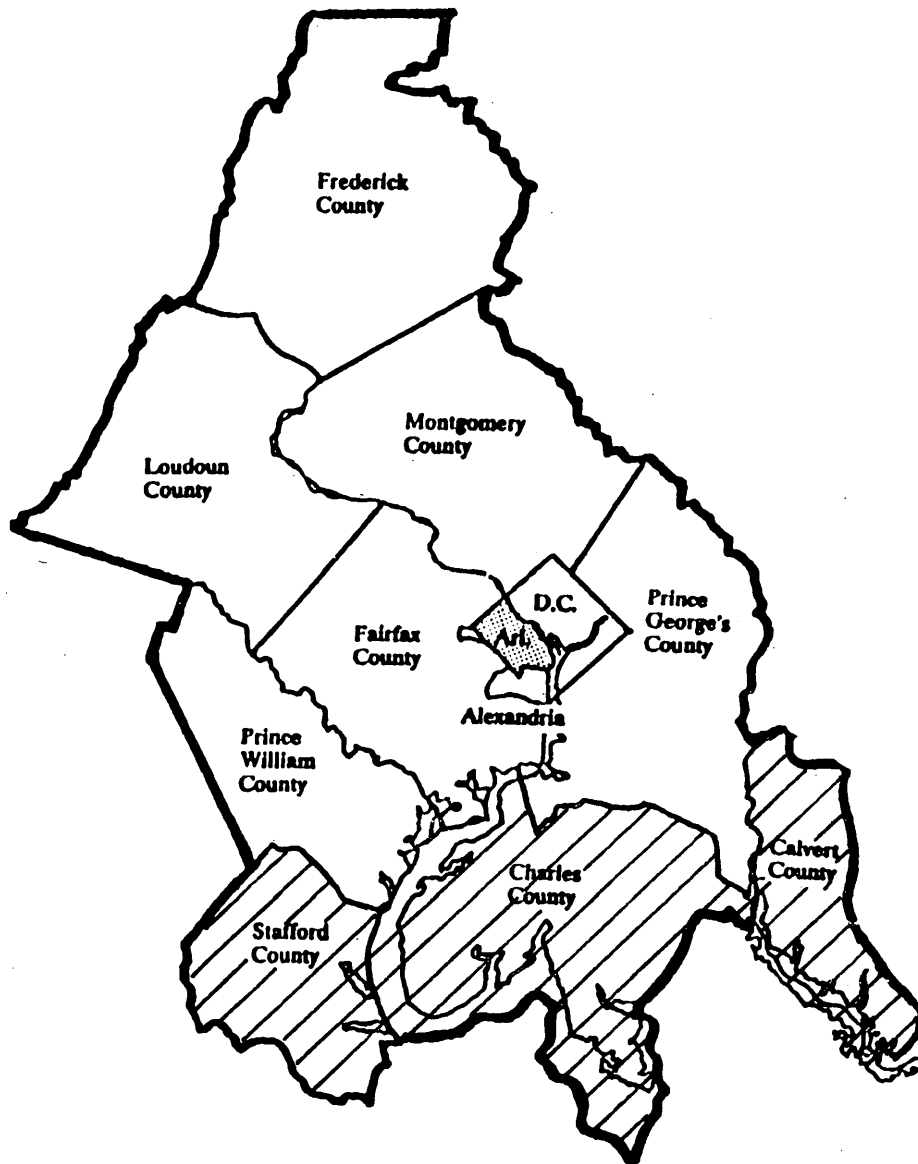 Frederick
County
Montgomery
County
Loudoun
County
D.C.
Prince
George's
County
Arl.
Fairfax
County
Alexandria
Prince
William
County
Calvert
County
Charles
County
Stafford
County